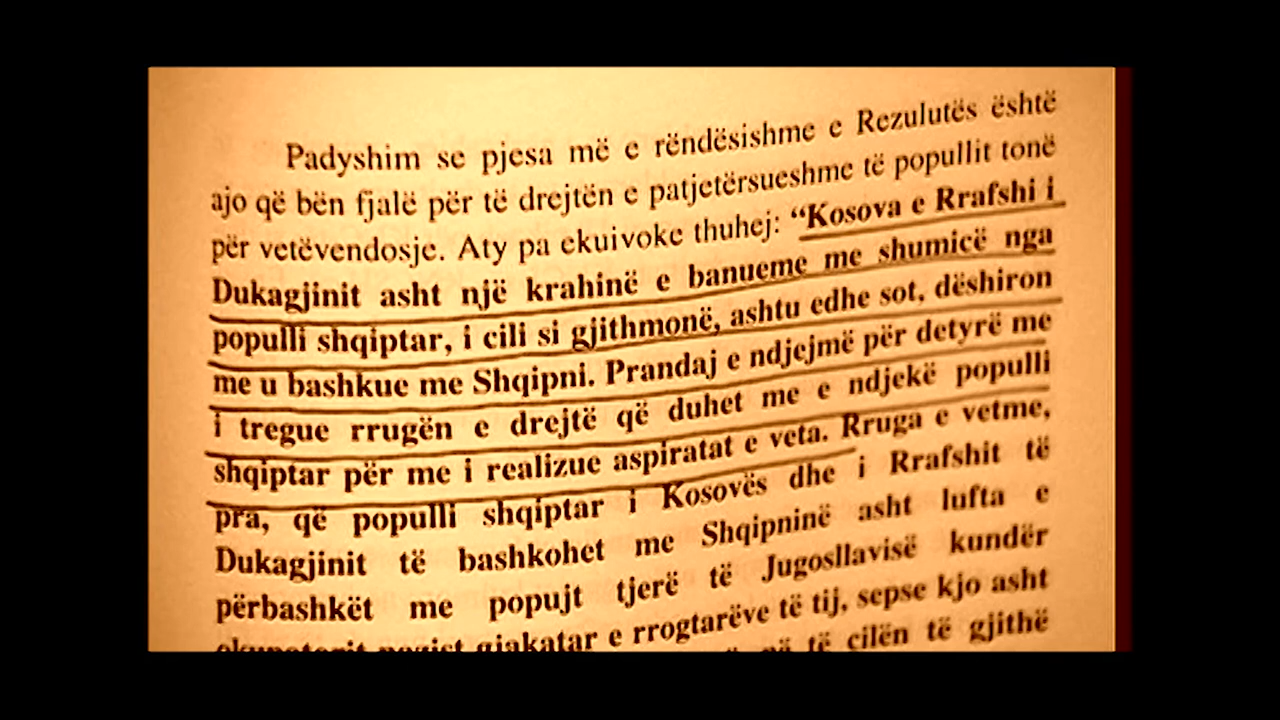 Padyshim se pjesa më e rëndësishme e Rezulutës është
ajo që bën fjalë për të drejtën e patjetërsueshme të popullit tonë
për vetëvendosje. Aty pa ekuivoke thuhej: “Kosova e Rrafshi i
Dukagjinit asht një krahinë e banueme me shumicë nga
populli shqiptar, i cili si gjithmonë, ashtu edhe sot, dëshiron
me u bashkue me Shqipni. Prandaj e ndjejmë për detyrë me
i tregue rrugën e drejtë që duhet me e ndjekë populli
shqiptar për me i realizue aspiratat e veta. Rruga e vetme,
pra, që populli shqiptar i Kosovës dhe i Rrafshit të
Dukagjinit të bashkohet me Shqipninë asht lufta e
përbashkët me popujt tjerë të Jugosllavisë kundër
gjakatar e rrogtarëve të tij, sepse kjo asht
në të cilën të gjithë